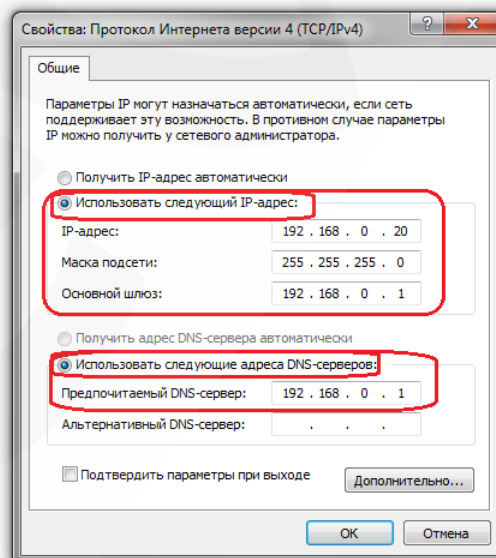 Свойства: Протокол Интернета версии 4 (TCP/IPv4)
Общие
Параметры IP могут назначаться автоматически, если сеть
поддерживает эту возможность. В противном случае параметры
IP можно получить у сетевого администратора.
Получить IP-адрес автоматически
Использовать следующий IP-адрес:
IP-адрес: 192 . 168 . 0 . 20
Маска подсети: 255 . 255 . 255 . 0
Основной шлюз: 192 . 168 . 0 . 1
Получить адрес DNS-сервера автоматически
Использовать следующие адреса DNS-серверов:
Предпочитаемый DNS-сервер: 192 . 168 . 0 . 1
Альтернативный DNS-сервер: . . .
Подтвердить параметры при выходе
Дополнительно...
ОК Отмена